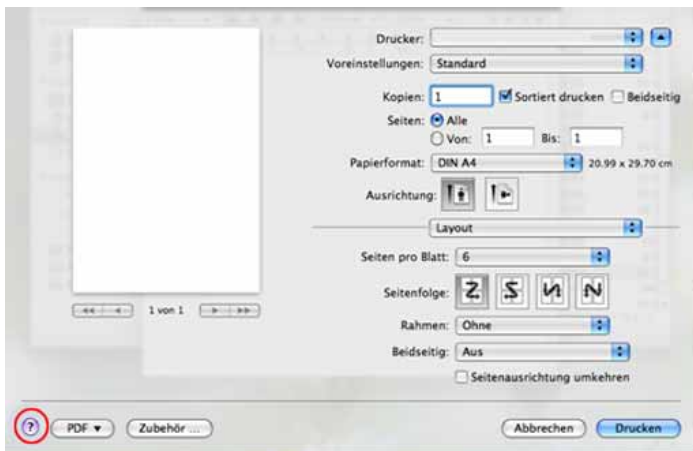 Drucker:
Voreinstellungen: Standard
Kopien: 1 Sortiert drucken Beidseitig
Seiten: Alle
Von: 1 Bis: 1
Papierformat: DIN A4 20.99 x 29.70 cm
Ausrichtung:
Layout
Seiten pro Blatt: 6
Seitenfolge:
1 von 1
Rahmen: Ohne
Beidseitig: Aus
Seitenausrichtung umkehren
? PDF Zubehör ... Abbrechen Drucken